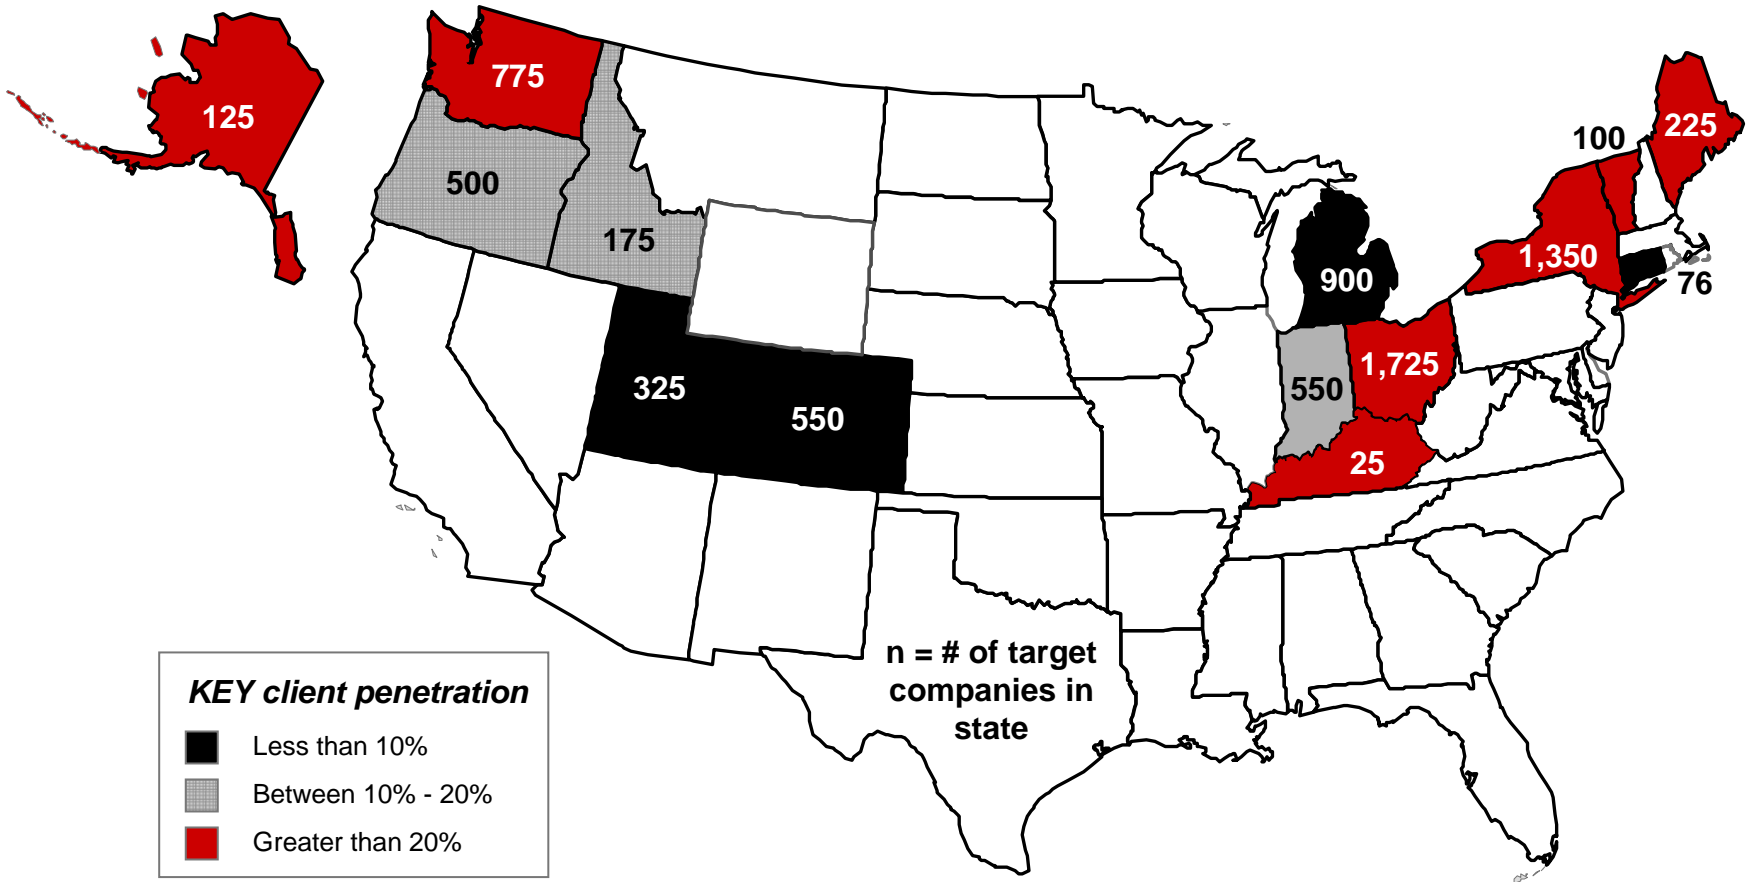 775
125
100
225
500
175
1,350
900
76
325
550
550
1,725
25
n = # of target
companies in
state
KEY client penetration
Less than 10%
Between 10% - 20%
Greater than 20%